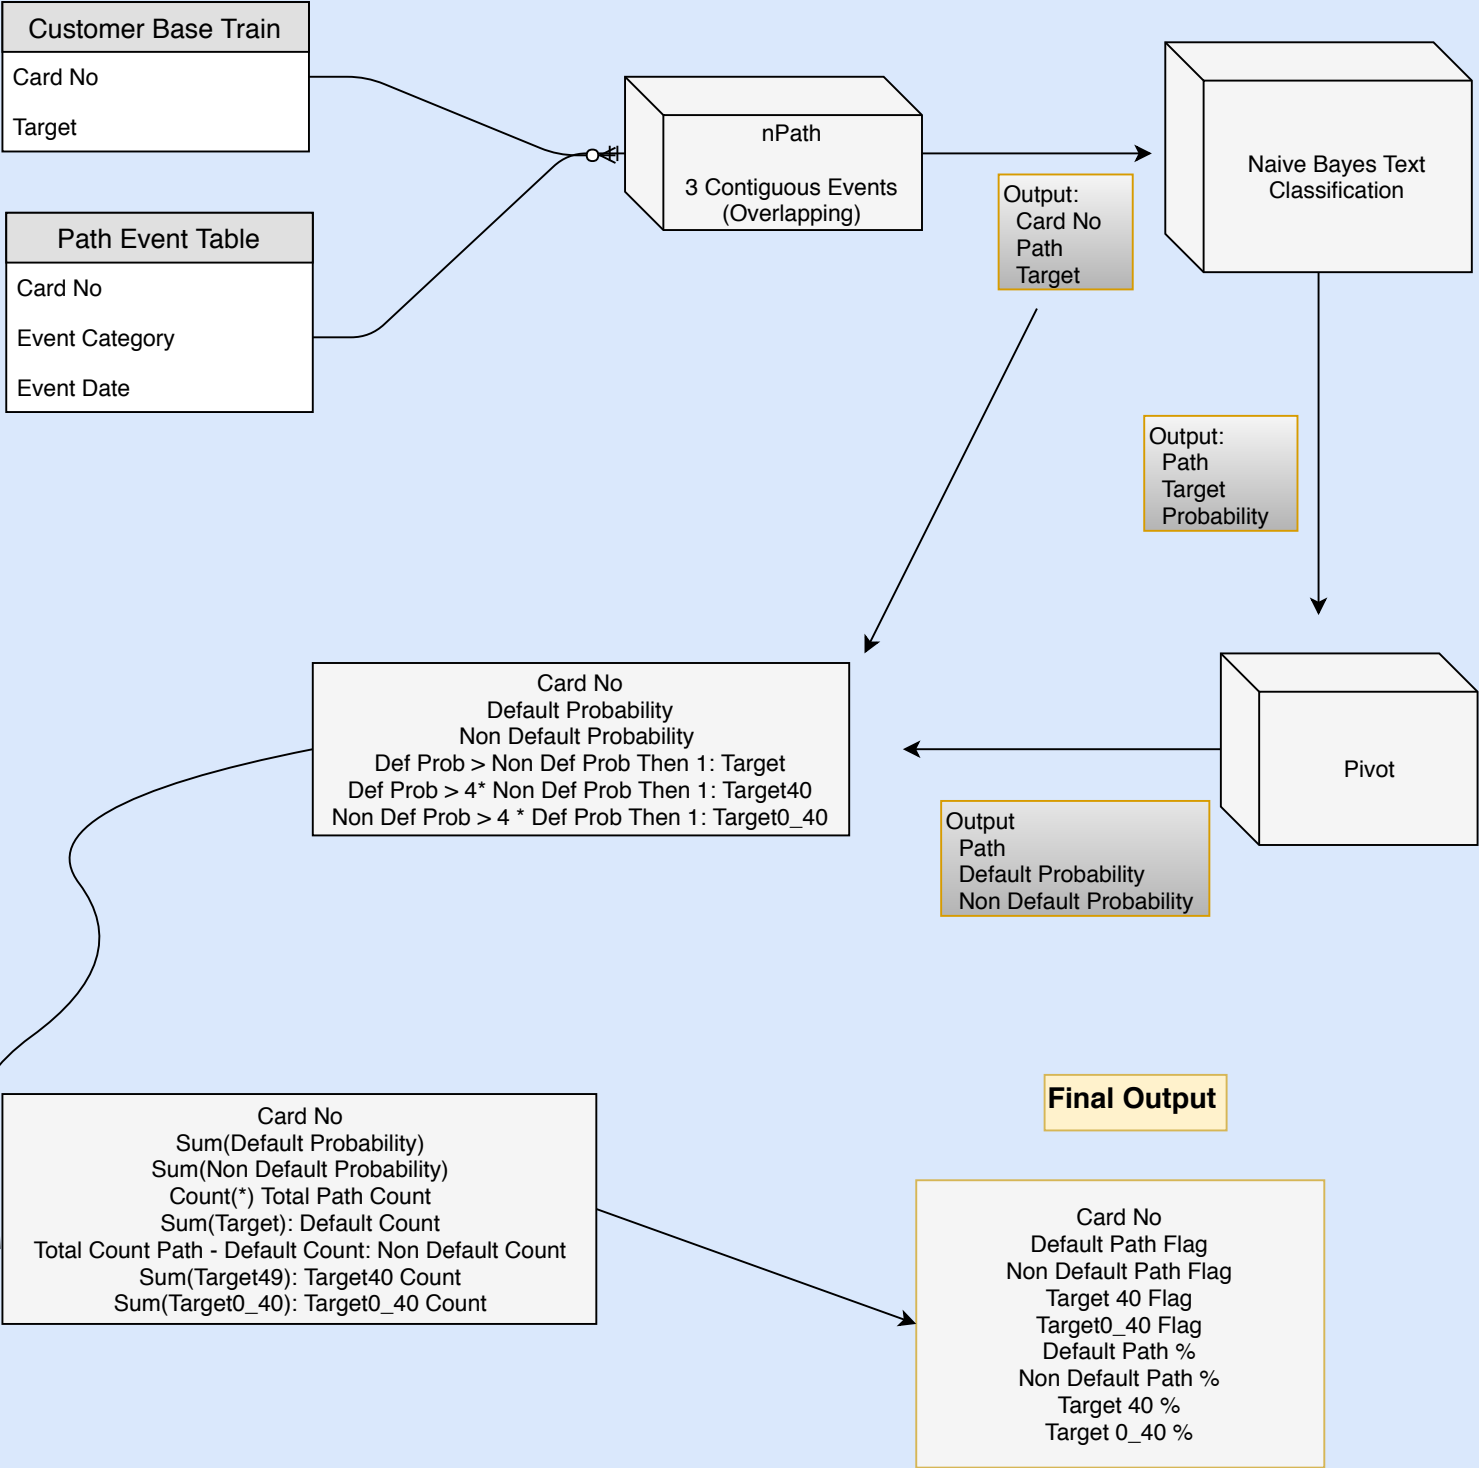 Customer Base Train
Card No
Target
Path Event Table
Card No
Event Category
Event Date
nPath
3 Contiguous Events
(Overlapping)
Output:
Card No
Path
Target
Naive Bayes Text
Classification
Output:
Path
Target
Probability
Pivot
Output
Path
Default Probability
Non Default Probability
Card No
Default Probability
Non Default Probability
Def Prob > Non Def Prob Then 1: Target
Def Prob > 4* Non Def Prob Then 1: Target40
Non Def Prob > 4 * Def Prob Then 1: Target0_40
Card No
Sum(Default Probability)
Sum(Non Default Probability)
Count(*) Total Path Count
Sum(Target): Default Count
Total Count Path - Default Count: Non Default Count
Sum(Target49): Target40 Count
Sum(Target0_40): Target0_40 Count
Final Output
Card No
Default Path Flag
Non Default Path Flag
Target 40 Flag
Target0_40 Flag
Default Path %
Non Default Path %
Target 40 %
Target 0_40 %